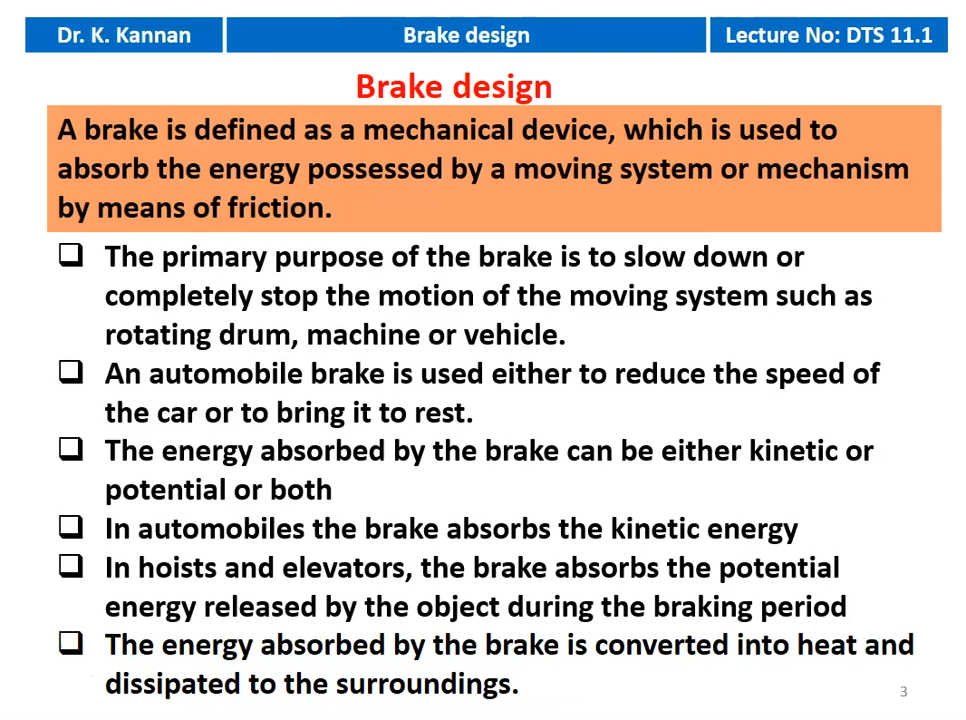 Dr. K. Kannan
Brake design
Lecture No: DTS 11.1
Brake design
A brake is defined as a mechanical device, which is used to
absorb the energy possessed by a moving system or mechanism
by means of friction.
❑ The primary purpose of the brake is to slow down or
completely stop the motion of the moving system such as
rotating drum, machine or vehicle.
❑ An automobile brake is used either to reduce the speed of
the car or to bring it to rest.
❑ The energy absorbed by the brake can be either kinetic or
potential or both
❑ In automobiles the brake absorbs the kinetic energy
❑ In hoists and elevators, the brake absorbs the potential
energy released by the object during the braking period
❑ The energy absorbed by the brake is converted into heat and
dissipated to the surroundings.
3